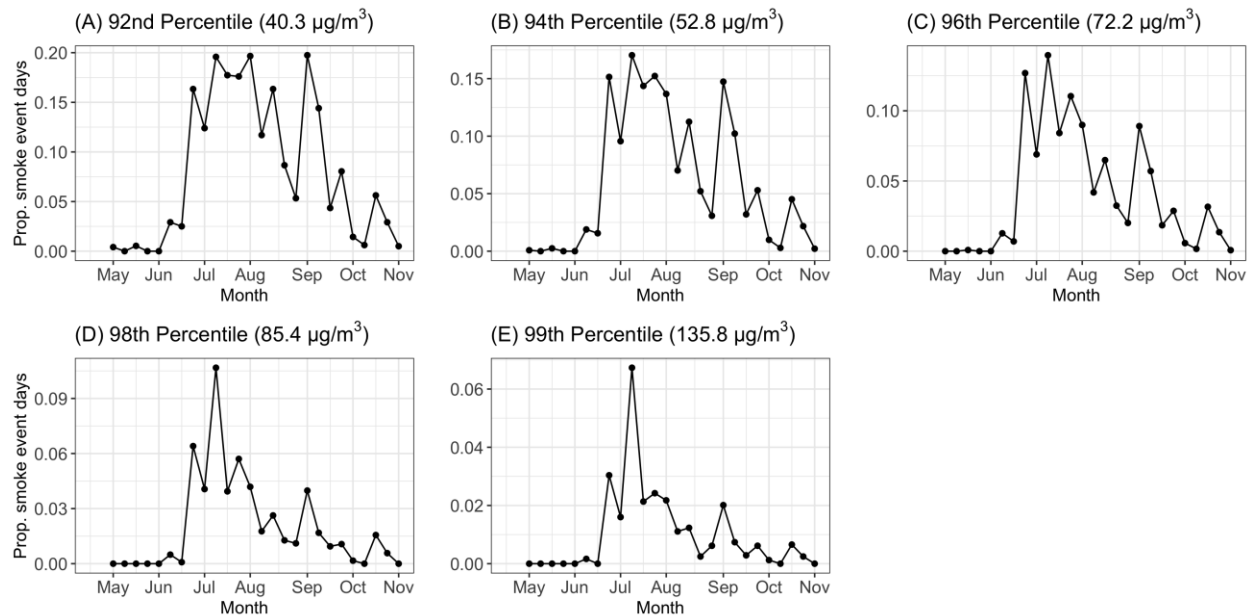 (A) 92nd Percentile (40.3 µg/m³)
(B) 94th Percentile (52.8 µg/m³)
(C) 96th Percentile (72.2 µg/m³)
Prop. smoke event days
0.20
0.15
0.10
0.05
0.00
May Jun Jul Aug Sep Oct Nov
Month
0.15
0.10
0.05
0.00
May Jun Jul Aug Sep Oct Nov
Month
0.10
0.05
0.00
May Jun Jul Aug Sep Oct Nov
Month
(D) 98th Percentile (85.4 µg/m³)
(E) 99th Percentile (135.8 µg/m³)
Prop. smoke event days
0.09
0.06
0.03
0.00
May Jun Jul Aug Sep Oct Nov
Month
0.06
0.04
0.02
0.00
May Jun Jul Aug Sep Oct Nov
Month